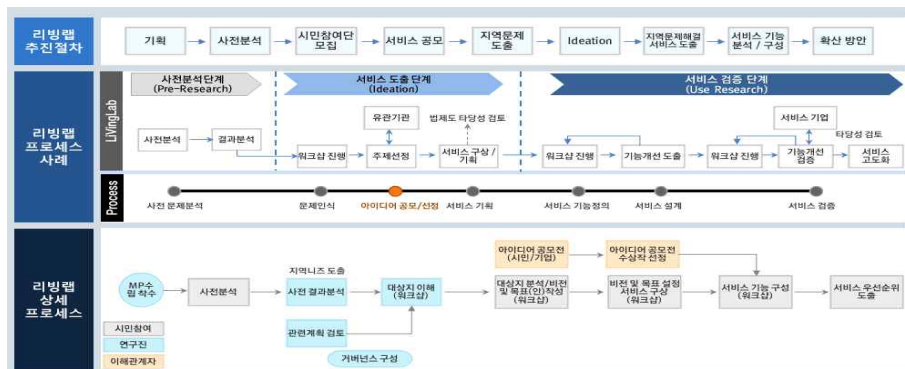 리빙랩
추진절차
기획
사전분석
시민참여단
모집
서비스 공모
지역문제
도출
Ideation
지역문제해결
서비스 도출
서비스 기능
분석 / 구성
확산 방안
리빙랩
프로세스
사례
LiVingLab
사전분석단계
(Pre-Research)
서비스 도출 단계
(Ideation)
서비스 검증 단계
(Use Research)
유관기관
법제도 타당성 검토
서비스 기업
타당성 검토
사전분석
결과분석
워크샵 진행
주제선정
서비스 구상 /
기획
워크샵 진행
기능개선 도출
워크샵 진행
기능개선
검증
서비스
고도화
Process
사전 문제분석
문제인식
아이디어 공모/선정
서비스 기획
서비스 기능정의
서비스 설계
서비스 검증
리빙랩
상세
프로세스
아이디어 공모전
(시민/기업)
아이디어 공모전
수상작 선정
지역니즈 도출
MP수
립 착수
사전분석
사전 결과분석
대상지 이해
(워크샵)
대상지 분석/비전
및 목표(안)작성
(워크샵)
비전 및 목표 설정
서비스 구상
(워크샵)
서비스 기능 구성
(워크샵)
서비스 우선순위
도출
관련계획 검토
거버넌스 구성
시민참여
연구진
이해관계자